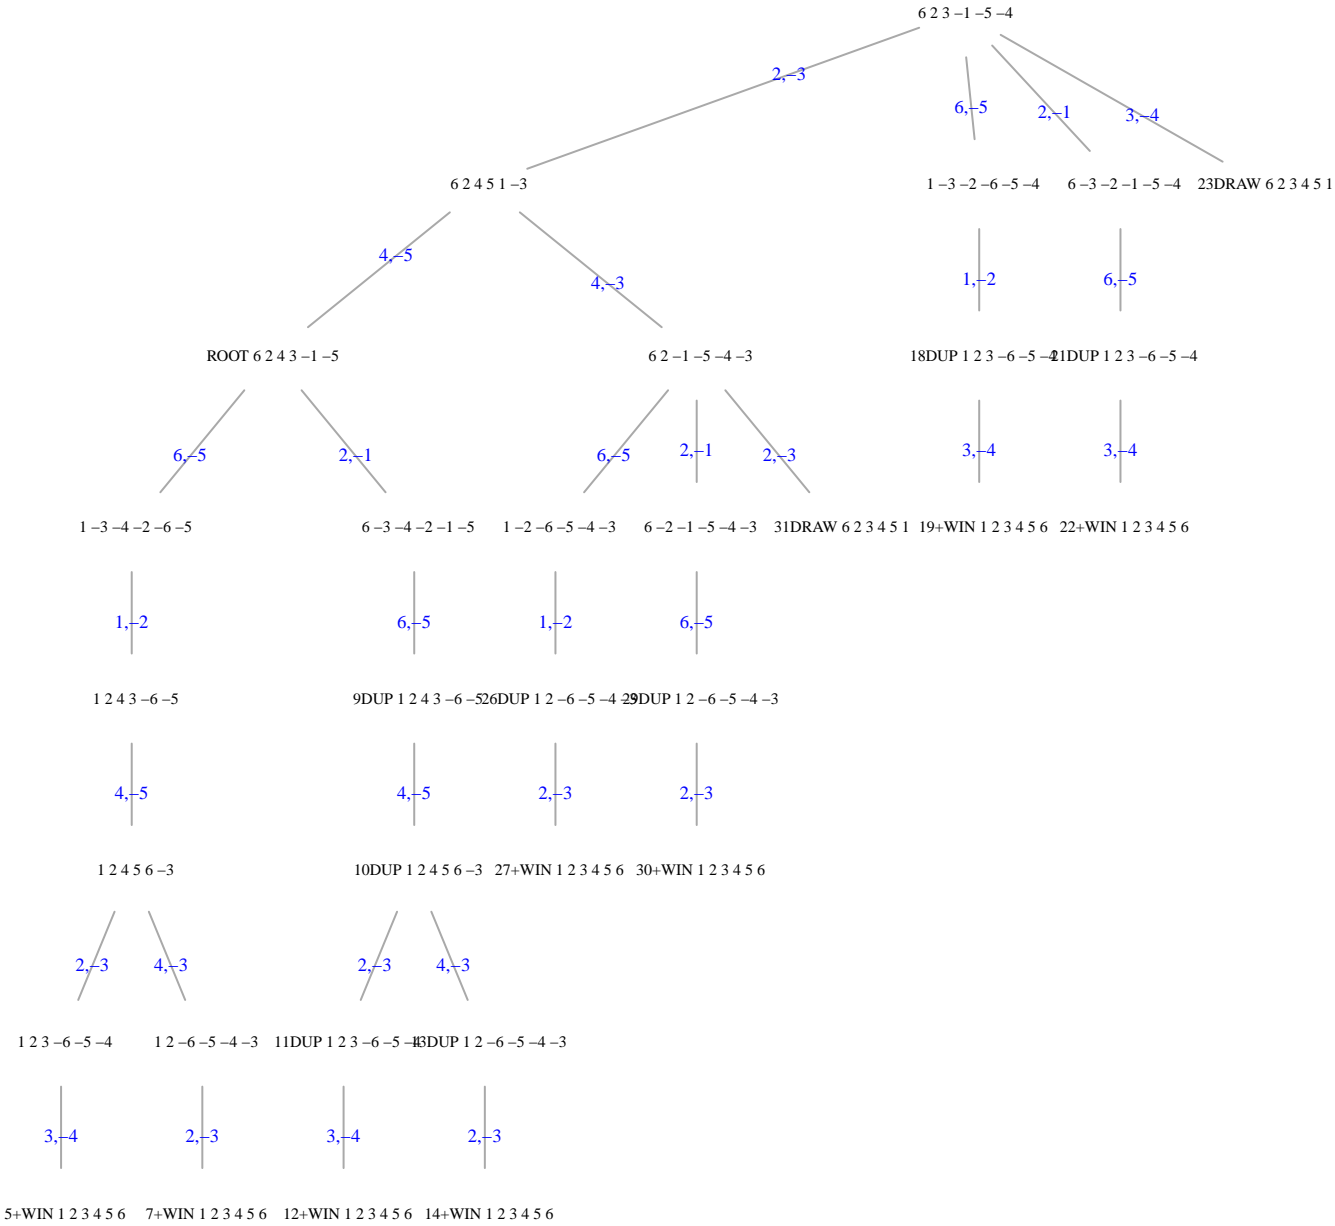 6 2 3 −1 −5 −4
2,−3
6,−5
2,−1
3,−4
6 2 4 5 1 −3
1 −3 −2 −6 −5 −4
6 −3 −2 −1 −5 −4
23DRAW 6 2 3 4 5 1
4,−5
4,−3
1,−2
6,−5
ROOT 6 2 4 3 −1 −5
6 2 −1 −5 −4 −3
18DUP 1 2 3 −6 −5 −4
21DUP 1 2 3 −6 −5 −4
6,−5
2,−1
6,−5
2,−1
2,−3
3,−4
3,−4
1 −3 −4 −2 −6 −5
6 −3 −4 −2 −1 −5
1 −2 −6 −5 −4 −3
6 −2 −1 −5 −4 −3
31DRAW 6 2 3 4 5 1
19+WIN 1 2 3 4 5 6
22+WIN 1 2 3 4 5 6
1,−2
6,−5
1,−2
6,−5
1 2 4 3 −6 −5
9DUP 1 2 4 3 −6 −5
26DUP 1 2 −6 −5 −4 −3
29DUP 1 2 −6 −5 −4 −3
4,−5
4,−5
2,−3
2,−3
1 2 4 5 6 −3
10DUP 1 2 4 5 6 −3
27+WIN 1 2 3 4 5 6
30+WIN 1 2 3 4 5 6
2,−3
4,−3
2,−3
4,−3
1 2 3 −6 −5 −4
1 2 −6 −5 −4 −3
11DUP 1 2 3 −6 −5 −4
13DUP 1 2 −6 −5 −4 −3
3,−4
2,−3
3,−4
2,−3
5+WIN 1 2 3 4 5 6
7+WIN 1 2 3 4 5 6
12+WIN 1 2 3 4 5 6
14+WIN 1 2 3 4 5 6